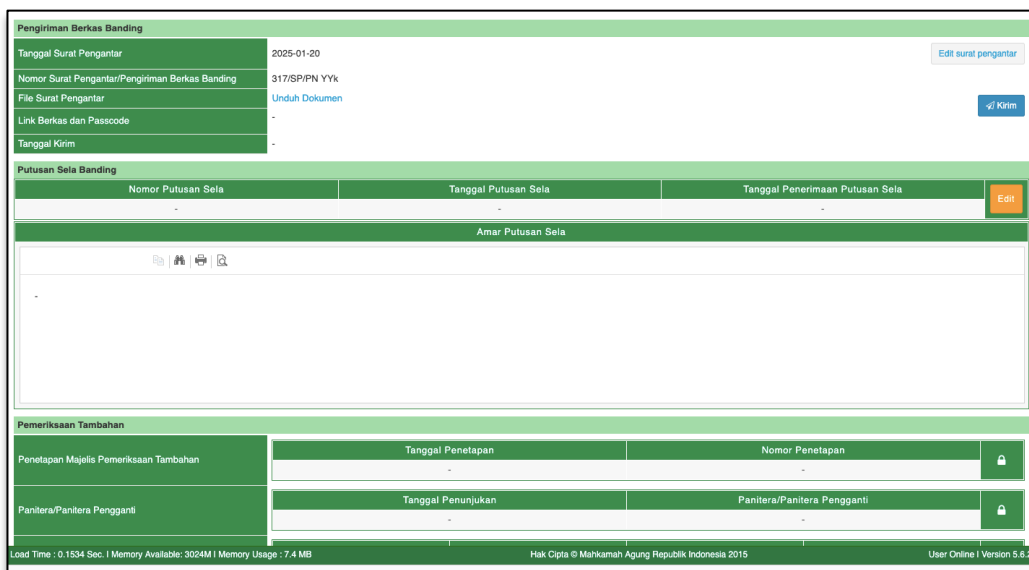 Pengiriman Berkas Banding
Tanggal Surat Pengantar 2025-01-20 Edit surat pengantar
Nomor Surat Pengantar/Pengiriman Berkas Banding 317/SP/PN YYk
File Surat Pengantar Unduh Dokumen
Kirim
Link Berkas dan Passcode -
Tanggal Kirim -
Putusan Sela Banding
Nomor Putusan Sela Tanggal Putusan Sela Tanggal Penerimaan Putusan Sela
Edit
- - -
Amar Putusan Sela
-
Pemeriksaan Tambahan
Penetapan Majelis Pemeriksaan Tambahan
Tanggal Penetapan Nomor Penetapan
- -
Panitera/Panitera Pengganti
Tanggal Penunjukan Panitera/Panitera Pengganti
- -
Load Time : 0.1534 Sec. I Memory Available: 3024M I Memory Usage : 7.4 MB Hak Cipta © Mahkamah Agung Republik Indonesia 2015 User Online I Version 5.6.